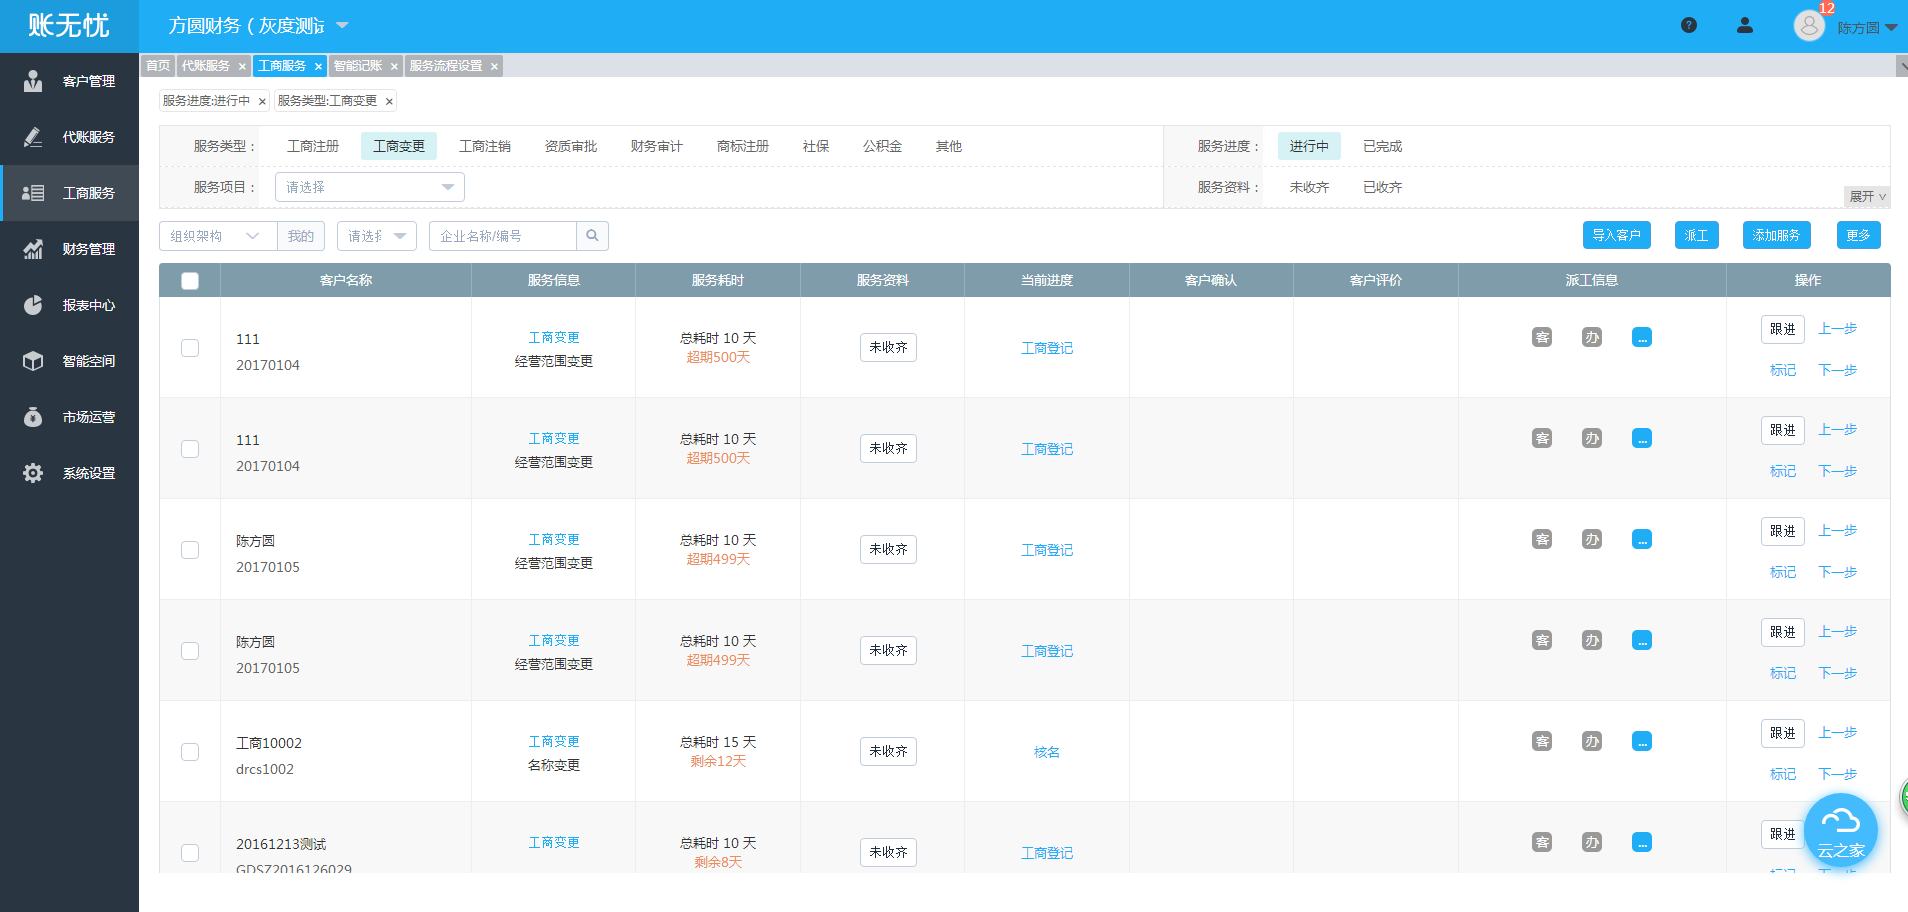 账无忧
方圆财务（灰度测
12
陈方圆
客户管理
代账服务
工商服务
财务管理
报表中心
智能空间
市场运营
系统设置
首页 代账服务 × 工商服务 × 智能记账 × 服务流程设置 ×
服务进度:进行中 × 服务类型:工商变更 ×
服务类型： 工商注册 工商变更 工商注销 资质审批 财务审计 商标注册 社保 公积金 其他
服务进度： 进行中 已完成
服务项目： 请选择
服务资料： 未收齐 已收齐
展开
组织架构 我的 请选择 企业名称/编号
导入客户 派工 添加服务 更多
客户名称 服务信息 服务耗时 服务资料 当前进度 客户确认 客户评价 派工信息 操作
111
20170104
工商变更
经营范围变更
总耗时 10 天
超期500天
未收齐
工商登记
客 办 ...
跟进 上一步
标记 下一步
111
20170104
工商变更
经营范围变更
总耗时 10 天
超期500天
未收齐
工商登记
客 办 ...
跟进 上一步
标记 下一步
陈方圆
20170105
工商变更
经营范围变更
总耗时 10 天
超期499天
未收齐
工商登记
客 办 ...
跟进 上一步
标记 下一步
陈方圆
20170105
工商变更
经营范围变更
总耗时 10 天
超期499天
未收齐
工商登记
客 办 ...
跟进 上一步
标记 下一步
工商10002
drcs1002
工商变更
名称变更
总耗时 15 天
剩余12天
未收齐
核名
客 办 ...
跟进 上一步
标记 下一步
20161213测试
GDSZ2016126029
工商变更
总耗时 10 天
剩余8天
未收齐
工商登记
客 办 ...
跟进
云之家